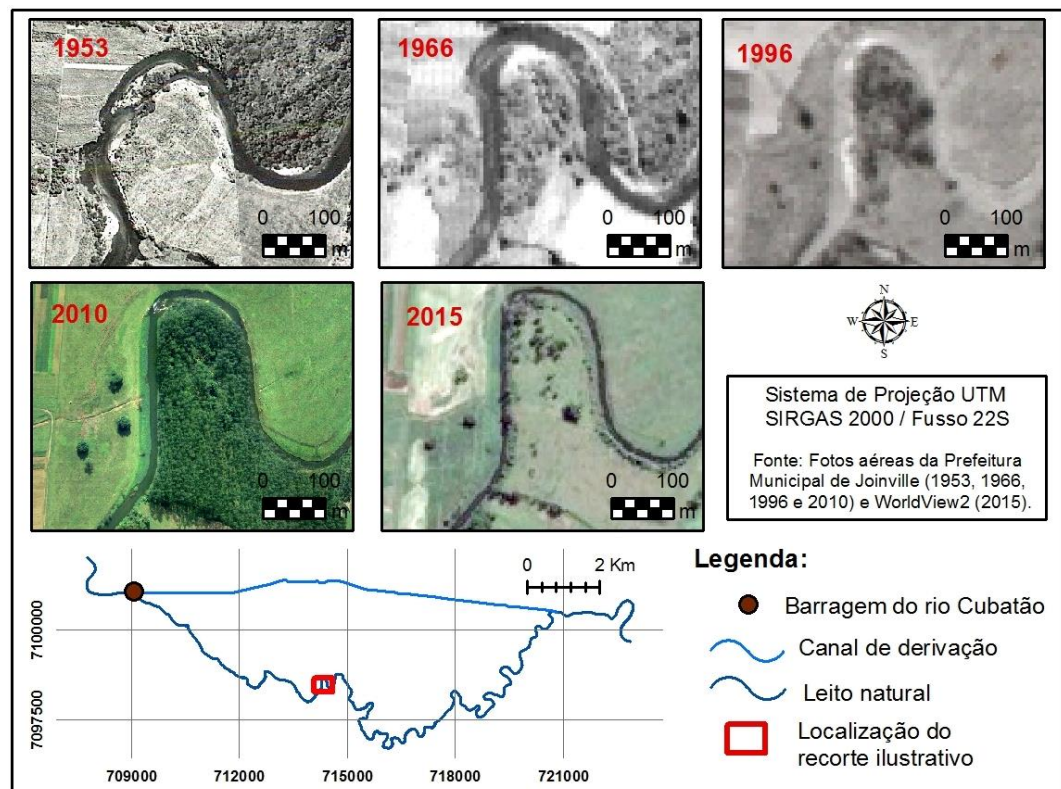 1953
1966
1996
0 100
m
0 100
m
0 100
m
2010
2015
0 100
m
0 100
m
N
W E
S
Sistema de Projeção UTM
SIRGAS 2000 / Fusso 22S
Fonte: Fotos aéreas da Prefeitura
Municipal de Joinville (1953, 1966,
1996 e 2010) e WorldView2 (2015).
0 2 Km
7100000
7097500
709000 712000 715000 718000 721000
Legenda:
Barragem do rio Cubatão
Canal de derivação
Leito natural
Localização do
recorte ilustrativo